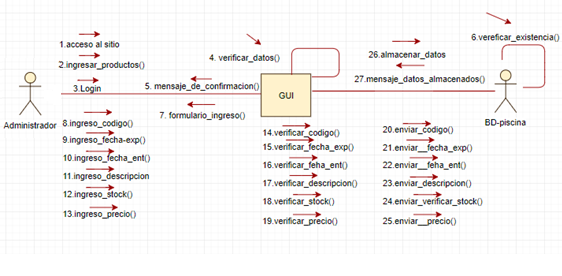 1.acceso al sitio
2.ingresar_productos()
3.Login
Administrador
4. verificar_datos()
5. mensaje_de_confirmacion()
7. formulario_ingreso()
GUI
26.almacenar_datos
27.mensaje_datos_almacenados()
6.vereficar_existencia()
BD-piscina
8.ingreso_codigo()
9.ingreso_fecha-exp()
10.ingreso_fecha_ent()
11.ingreso_descripcion
12.ingreso_stock()
13.ingreso_precio()
14.verificar_codigo()
15.verificar_fecha_exp()
16.verificar_feha_ent()
17.verificar_descripcion()
18.verificar_stock()
19.verificar_precio()
20.enviar_codigo()
21.enviar__fecha_exp()
22.enviar__feha_ent()
23.enviar_descripcion()
24.enviar_verificar_stock()
25.enviar__precio()